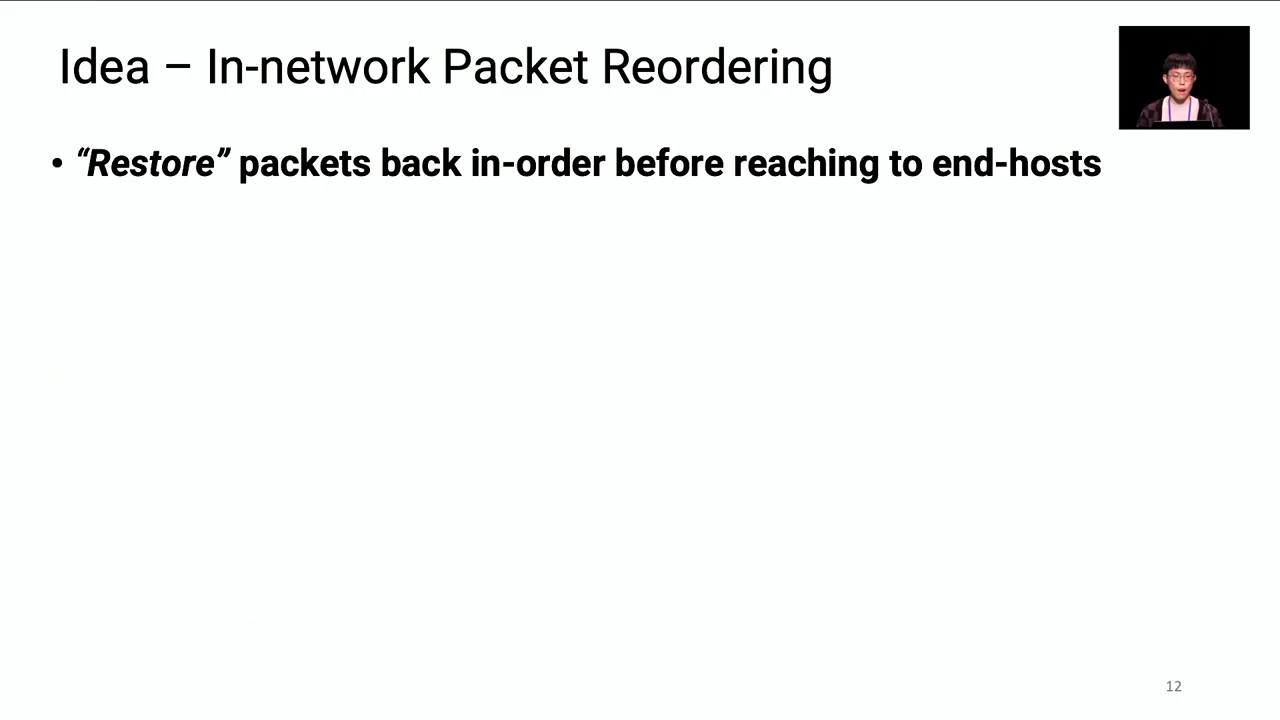 Idea – In-network Packet Reordering
• “Restore” packets back in-order before reaching to end-hosts
12